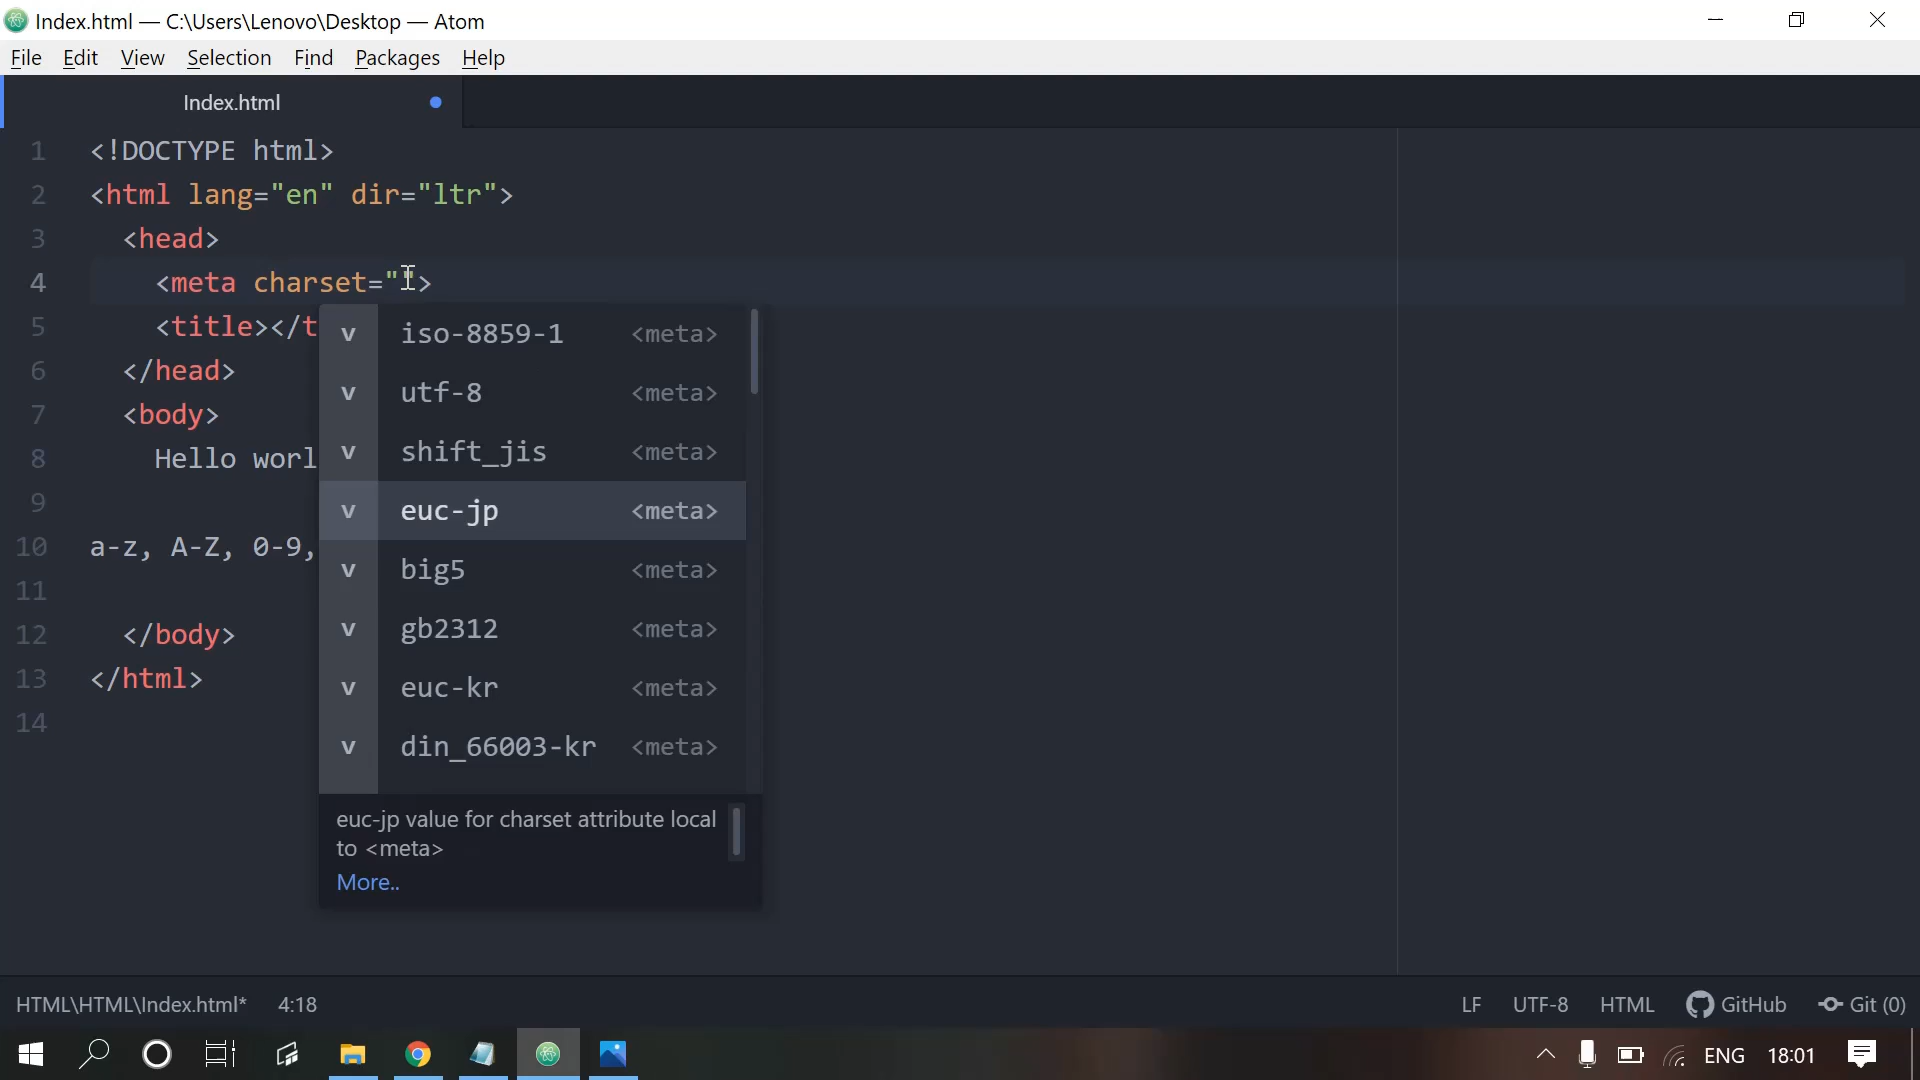 Index.html — C:\Users\Lenovo\Desktop — Atom
File Edit View Selection Find Packages Help
Index.html
1 <!DOCTYPE html>
2 <html lang="en" dir="ltr">
3 <head>
4 <meta charset="">
5 <title></t
6 </head>
7 <body>
8 Hello worl
9
10 a-z, A-Z, 0-9,
11
12 </body>
13 </html>
14
v iso-8859-1 <meta>
v utf-8 <meta>
v shift_jis <meta>
v euc-jp <meta>
v big5 <meta>
v gb2312 <meta>
v euc-kr <meta>
v din_66003-kr <meta>
euc-jp value for charset attribute local
to <meta>
More..
HTML\HTML\Index.html* 4:18 LF UTF-8 HTML GitHub Git (0)
ENG 18:01